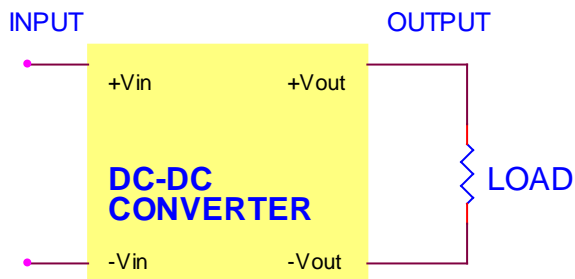 INPUT OUTPUT
+Vin +Vout
DC-DC
CONVERTER
LOAD
-Vin -Vout